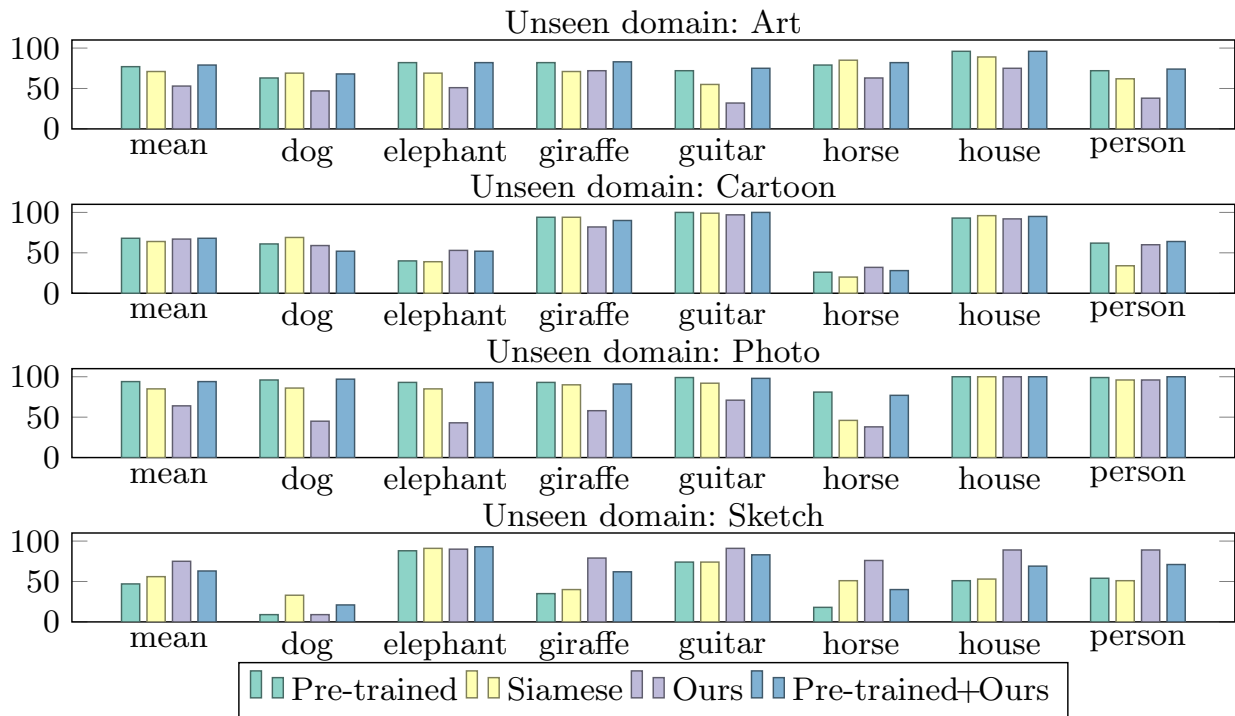 Unseen domain: Art
100
50
0
mean dog elephant giraffe guitar horse house person
Unseen domain: Cartoon
100
50
0
mean dog elephant giraffe guitar horse house person
Unseen domain: Photo
100
50
0
mean dog elephant giraffe guitar horse house person
Unseen domain: Sketch
100
50
0
mean dog elephant giraffe guitar horse house person
Pre-trained Siamese Ours Pre-trained+Ours